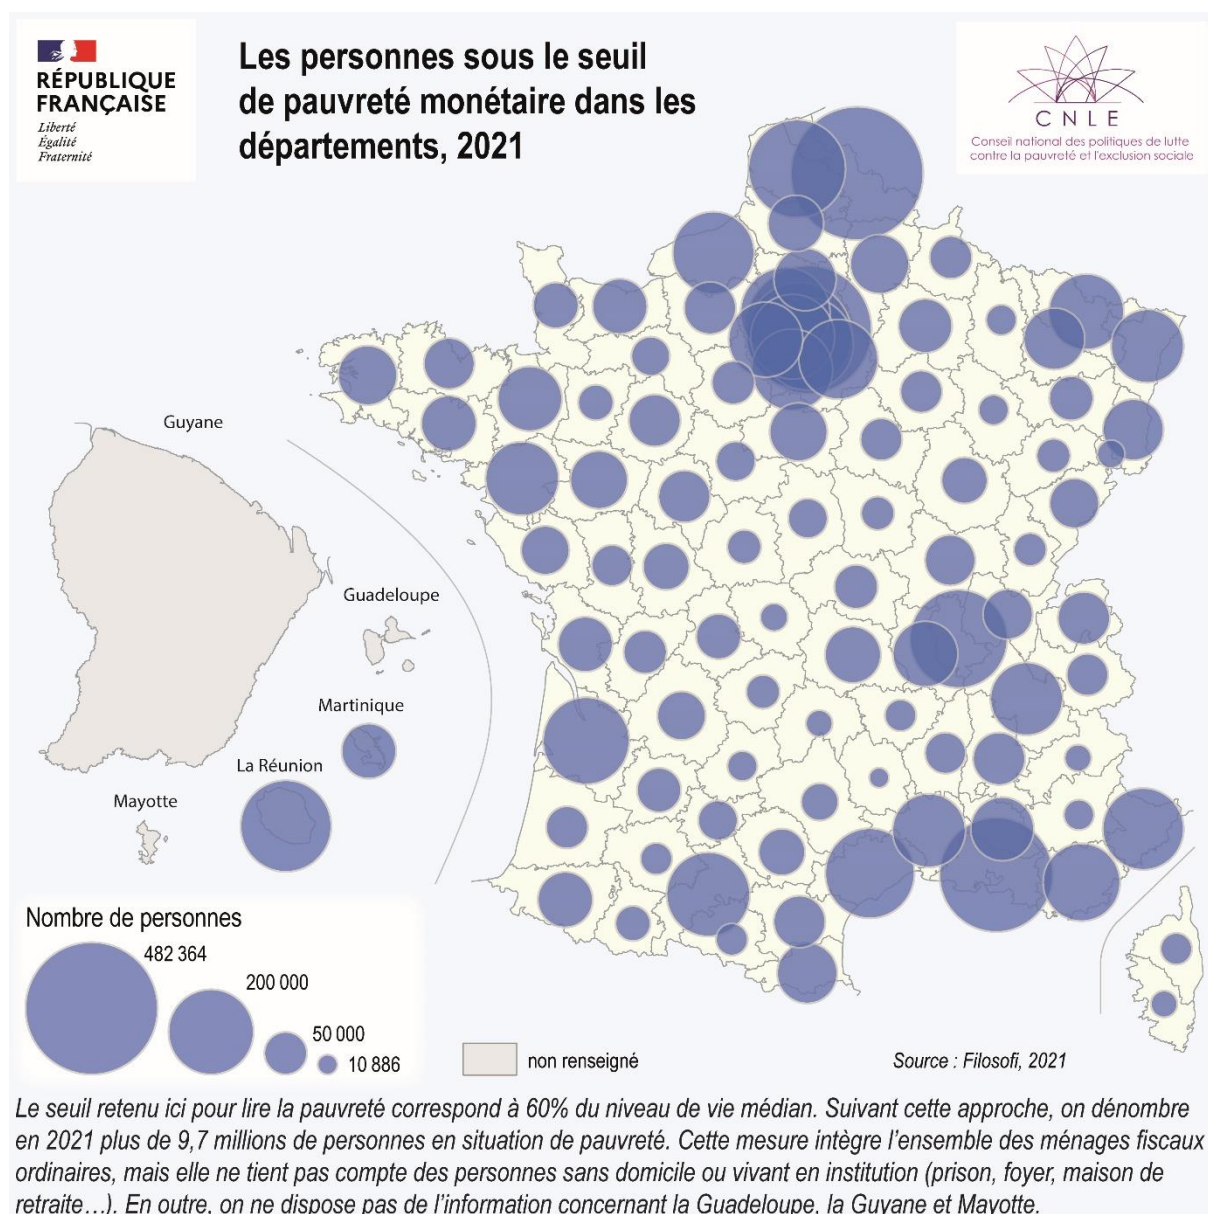 RÉPUBLIQUE
FRANÇAISE
Liberté
Égalité
Fraternité
Les personnes sous le seuil
de pauvreté monétaire dans les
départements, 2021
CNLE
Conseil national des politiques de lutte
contre la pauvreté et l'exclusion sociale
Guyane
Guadeloupe
Martinique
La Réunion
Mayotte
Nombre de personnes
482 364
200 000
50 000
10 886
non renseigné
Source : Filosofi, 2021
Le seuil retenu ici pour lire la pauvreté correspond à 60% du niveau de vie médian. Suivant cette approche, on dénombre
en 2021 plus de 9,7 millions de personnes en situation de pauvreté. Cette mesure intègre l'ensemble des ménages fiscaux
ordinaires, mais elle ne tient pas compte des personnes sans domicile ou vivant en institution (prison, foyer, maison de
retraite…). En outre, on ne dispose pas de l'information concernant la Guadeloupe, la Guyane et Mayotte.